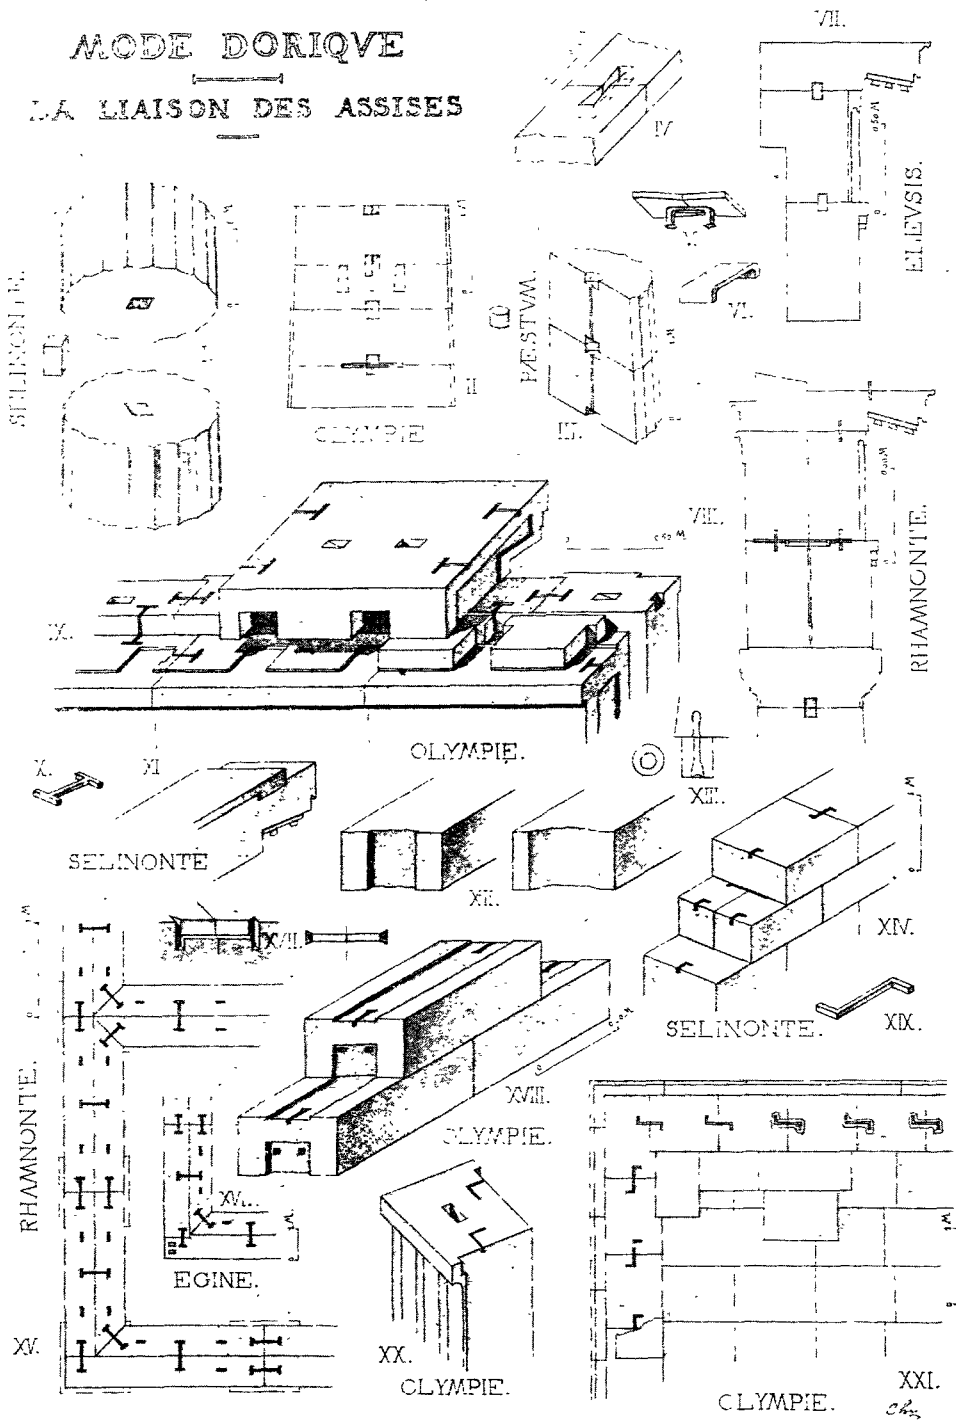 MODE DORIQVE
LA LIAISON DES ASSISES
VII.
IV
ELEVSIS.
V.
VI.
SELINONTE.
PÆSTVM.
II
OLYMPIE
III.
VIII.
RHAMNONTE.
IX.
OLYMPIE.
X.
XI
SELINONTE
XII.
XIII.
XIV.
SELINONTE.
XIX.
XVII.
RHAMNONTE.
XVIII.
OLYMPIE.
XVI.
EGINE.
XV.
XX.
OLYMPIE.
XXI.
OLYMPIE.